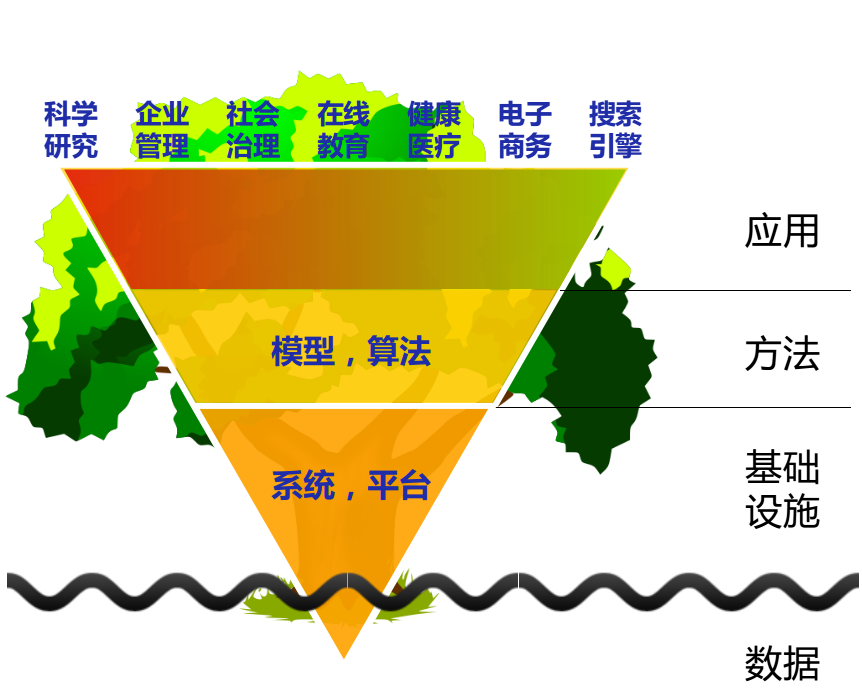 科学 企业 社会 在线 健康 电子 搜索
研究 管理 治理 教育 医疗 商务 引擎
应用
模型，算法
方法
系统，平台
基础
设施
数据